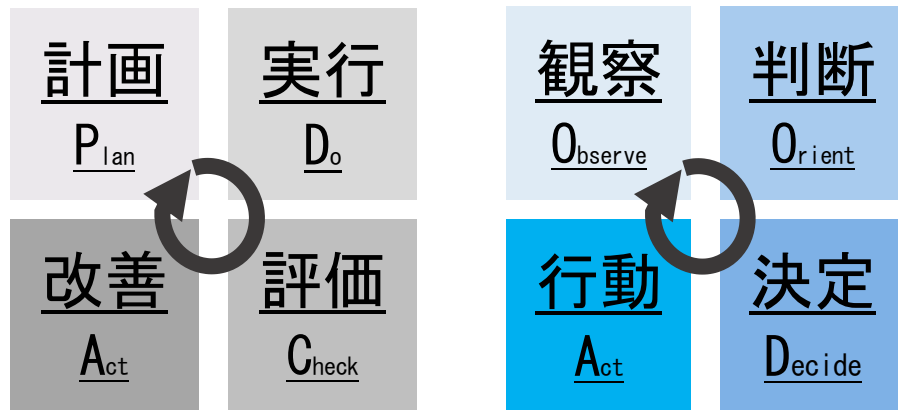 計画
Plan
実行
Do
改善
Act
評価
Check
観察
Observe
判断
Orient
行動
Act
決定
Decide